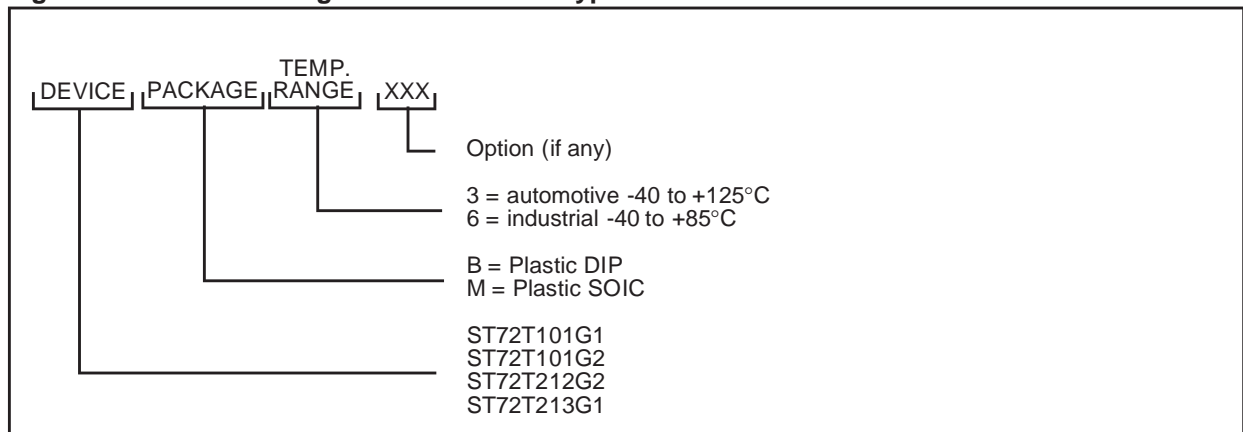 TEMP.
DEVICE PACKAGE RANGE XXX
Option (if any)
3 = automotive -40 to +125°C
6 = industrial -40 to +85°C
B = Plastic DIP
M = Plastic SOIC
ST72T101G1
ST72T101G2
ST72T212G2
ST72T213G1